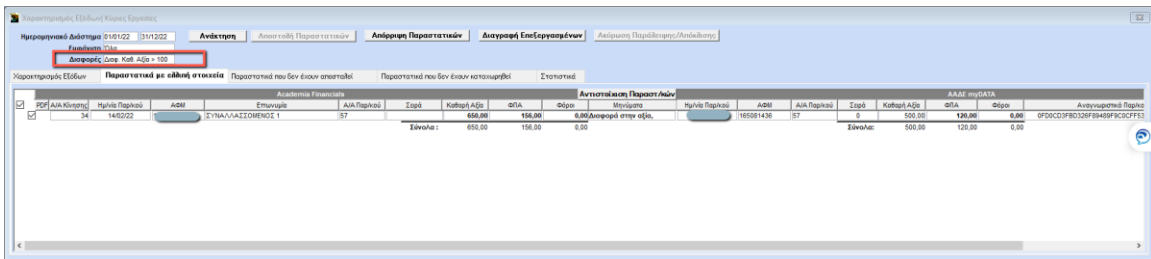 Χαρακτηρισμός Εξόδων\ Κύριες Εργασίες
Ημερομηνιακό Διάστημα 01/01/22 31/12/22 Ανάκτηση Αποστολή Παραστατικών Απόρριψη Παραστατικών Διαγραφή Επεξεργασμένων Ακύρωση Παράλειψης/Απόκλισης
Εμφάνιση Όλα
Διαφορές Διαφ. Καθ. Αξία > 100
Χαρακτηρισμός Εξόδων Παραστατικά με ελλιπή στοιχεία Παραστατικά που δεν έχουν αποσταλεί Παραστατικά που δεν έχουν καταχωρηθεί Στατιστικά
Academia Financials Αντιστοίχιση Παραστ/κών ΑΑΔΕ myDATA
PDF Α/Α Κίνησης Ημ/νία Παρ/κού ΑΦΜ Επωνυμία Α/Α Παρ/κού Σειρά Καθαρή Αξία ΦΠΑ Φόροι Μηνύματα Ημ/νία Παρ/κού ΑΦΜ Α/Α Παρ/κού Σειρά Καθαρή Αξία ΦΠΑ Φόροι Αναγνωριστικό Παρ/κο
34 14/02/22 ΣΥΝΑΛΛΑΣΣΟΜΕΝΟΣ 1 57 650,00 156,00 0,00 Διαφορά στην αξία, 165081436 57 0 500,00 120,00 0,00
Σύνολα : 650,00 156,00 0,00 Σύνολα: 500,00 120,00 0,00